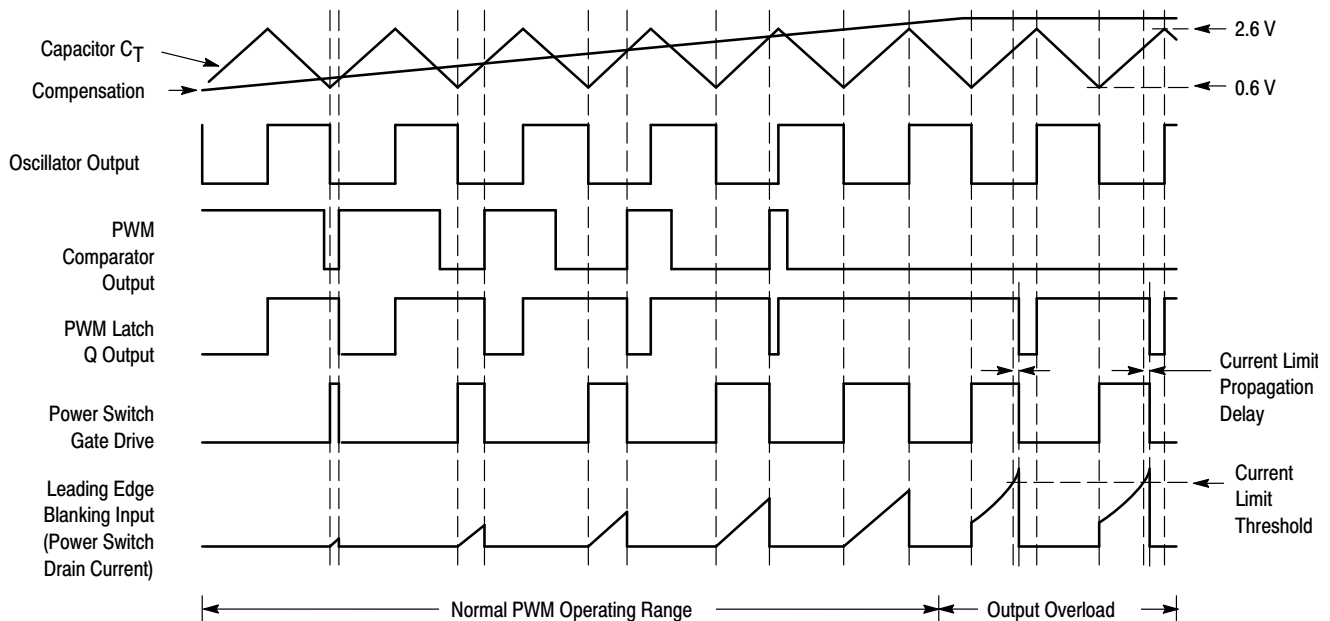 Capacitor CT
Compensation
2.6 V
0.6 V
Oscillator Output
PWM
Comparator
Output
PWM Latch
Q Output
Current Limit
Propagation
Delay
Power Switch
Gate Drive
Leading Edge
Blanking Input
(Power Switch
Drain Current)
Current
Limit
Threshold
Normal PWM Operating Range
Output Overload